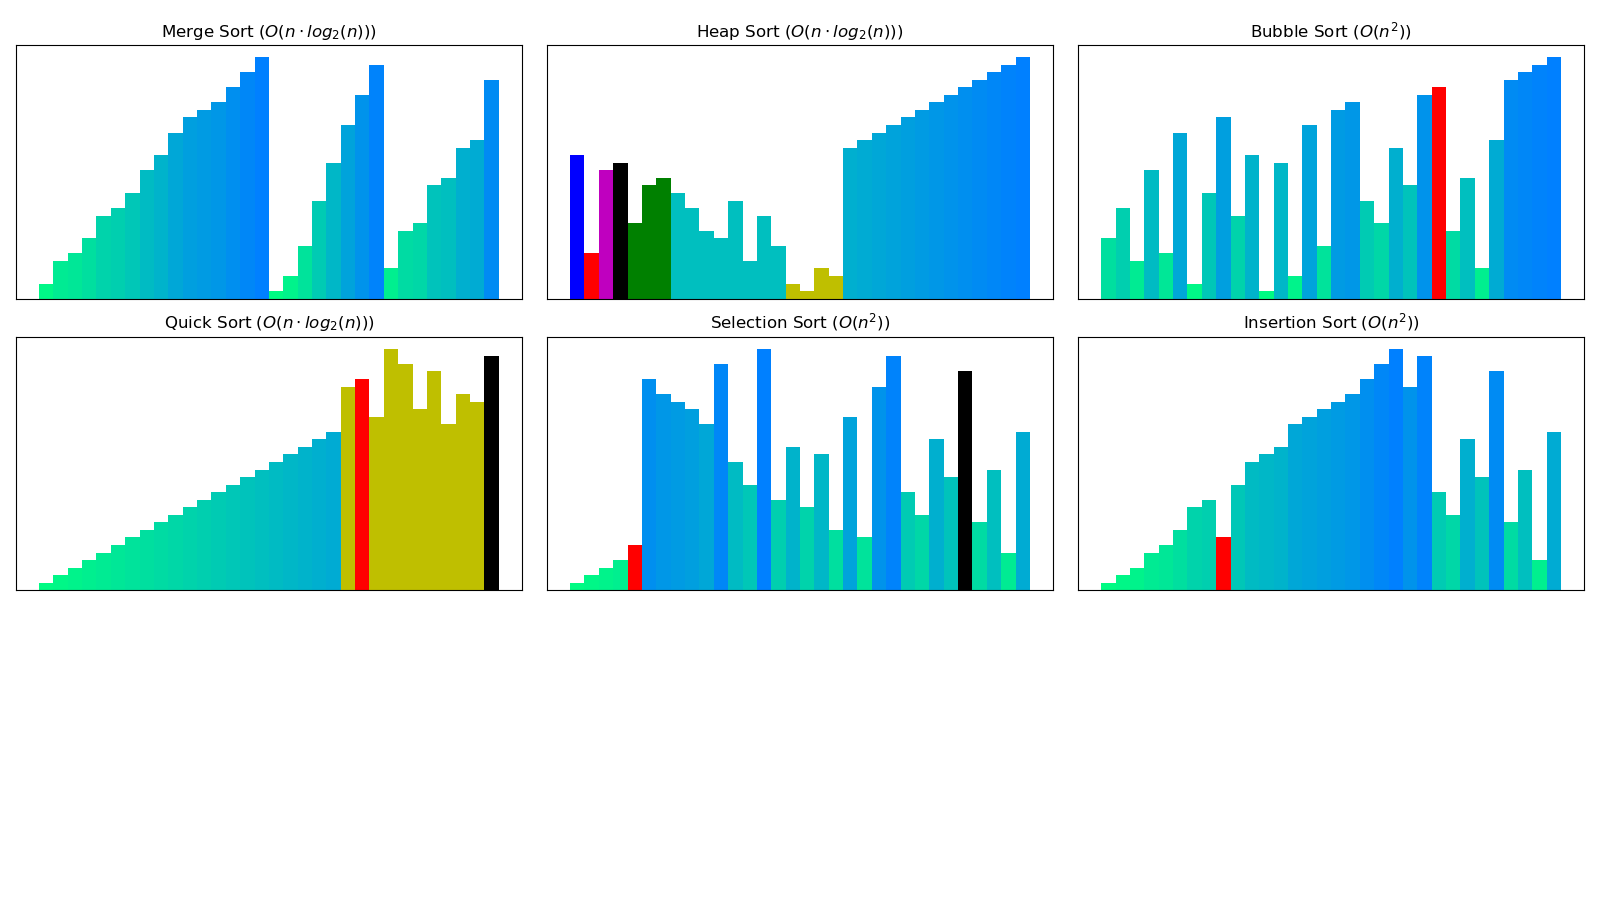 Merge Sort (O(n · log₂(n)))
Heap Sort (O(n · log₂(n)))
Bubble Sort (O(n²))
Quick Sort (O(n · log₂(n)))
Selection Sort (O(n²))
Insertion Sort (O(n²))